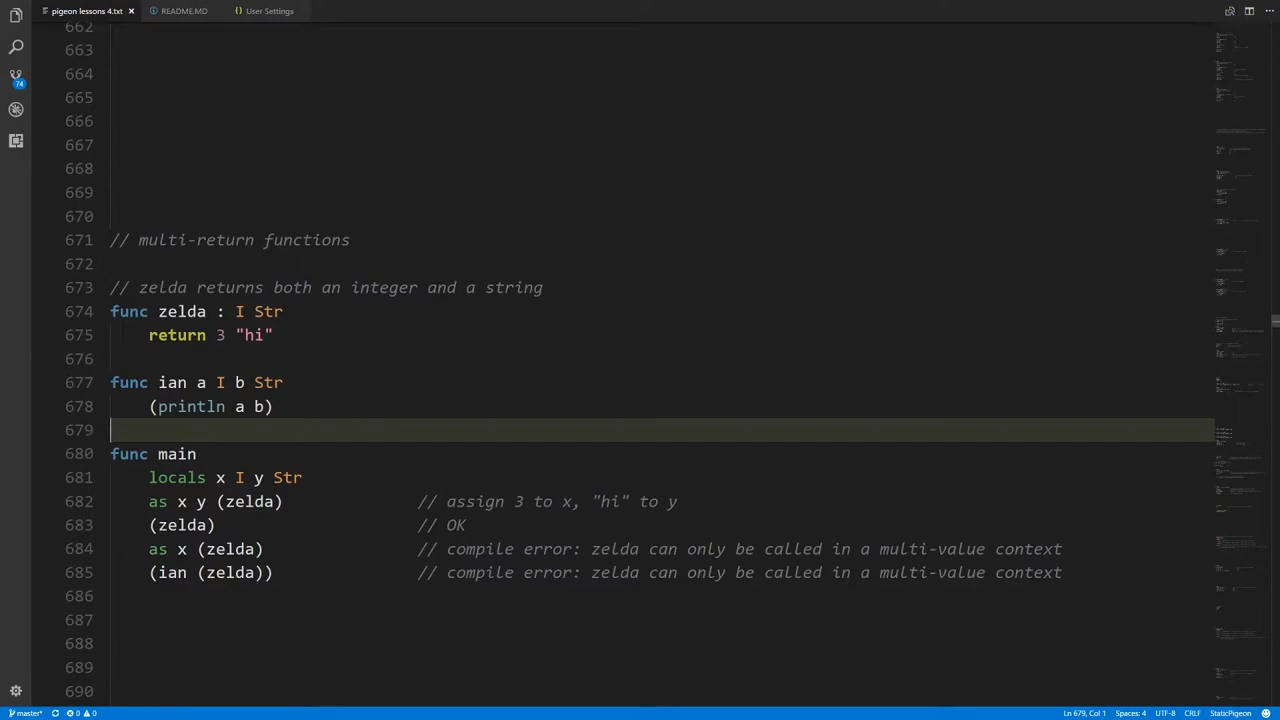 pigeon lessons 4.txt × README.MD {} User Settings
662
663
664
665
666
667
668
669
670
671 // multi-return functions
672
673 // zelda returns both an integer and a string
674 func zelda : I Str
675 return 3 "hi"
676
677 func ian a I b Str
678 (println a b)
679
680 func main
681 locals x I y Str
682 as x y (zelda) // assign 3 to x, "hi" to y
683 (zelda) // OK
684 as x (zelda) // compile error: zelda can only be called in a multi-value context
685 (ian (zelda)) // compile error: zelda can only be called in a multi-value context
686
687
688
689
690
74
master* 0 0 Ln 679, Col 1 Spaces: 4 UTF-8 CRLF StaticPigeon